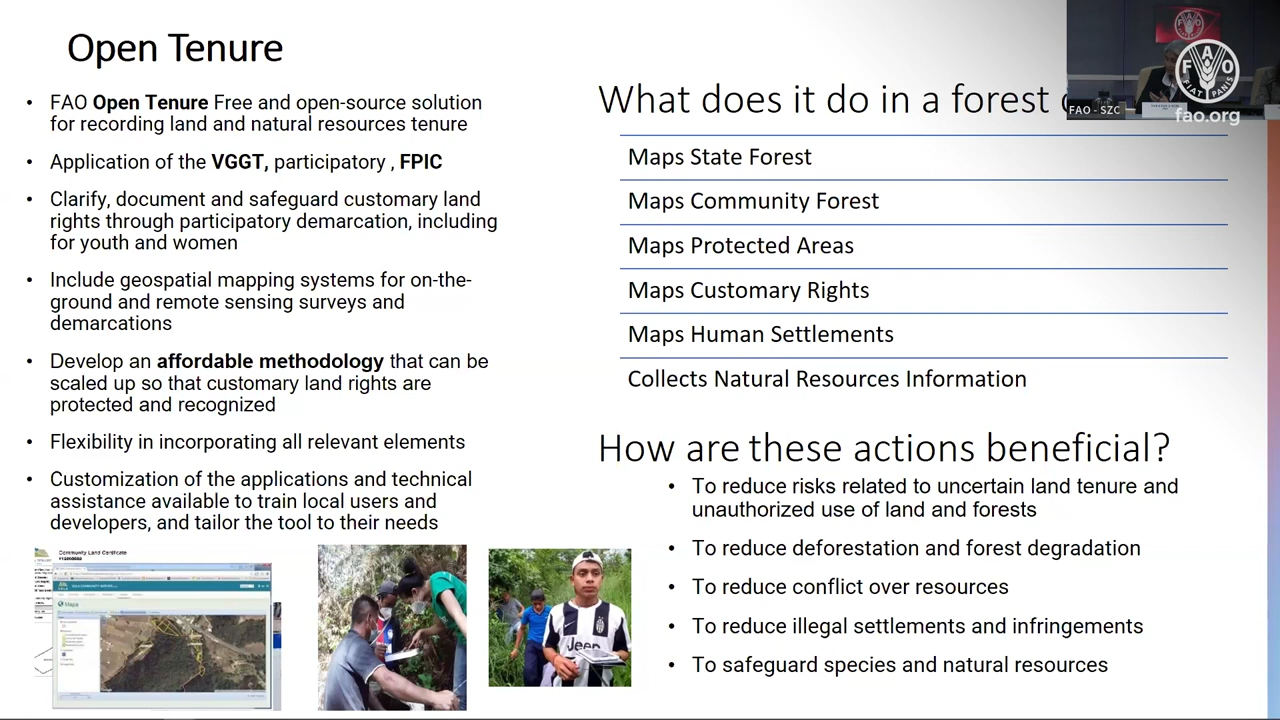 Open Tenure
• FAO Open Tenure Free and open-source solution
for recording land and natural resources tenure
• Application of the VGGT, participatory , FPIC
• Clarify, document and safeguard customary land
rights through participatory demarcation, including
for youth and women
• Include geospatial mapping systems for on-the-
ground and remote sensing surveys and
demarcations
• Develop an affordable methodology that can be
scaled up so that customary land rights are
protected and recognized
• Flexibility in incorporating all relevant elements
• Customization of the applications and technical
assistance available to train local users and
developers, and tailor the tool to their needs
Community Land Certificate
Maps
Jeep
What does it do in a forest
Maps State Forest
Maps Community Forest
Maps Protected Areas
Maps Customary Rights
Maps Human Settlements
Collects Natural Resources Information
How are these actions beneficial?
• To reduce risks related to uncertain land tenure and
unauthorized use of land and forests
• To reduce deforestation and forest degradation
• To reduce conflict over resources
• To reduce illegal settlements and infringements
• To safeguard species and natural resources
FAO - SZC
F A O
FIAT PANIS
fao.org